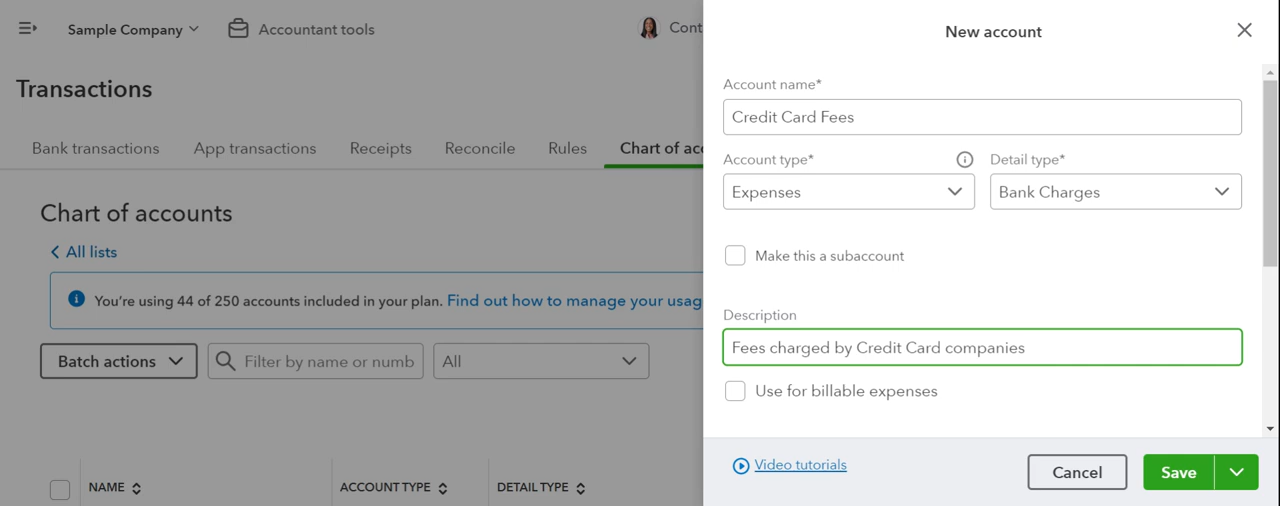 Sample Company
Accountant tools
Cont
Transactions
Bank transactions
App transactions
Receipts
Reconcile
Rules
Chart of acc
Chart of accounts
All lists
You're using 44 of 250 accounts included in your plan. Find out how to manage your usag
Batch actions
Filter by name or numb
All
NAME
ACCOUNT TYPE
DETAIL TYPE
New account
Account name*
Credit Card Fees
Account type*
Detail type*
Expenses
Bank Charges
Make this a subaccount
Description
Fees charged by Credit Card companies
Use for billable expenses
Video tutorials
Cancel
Save